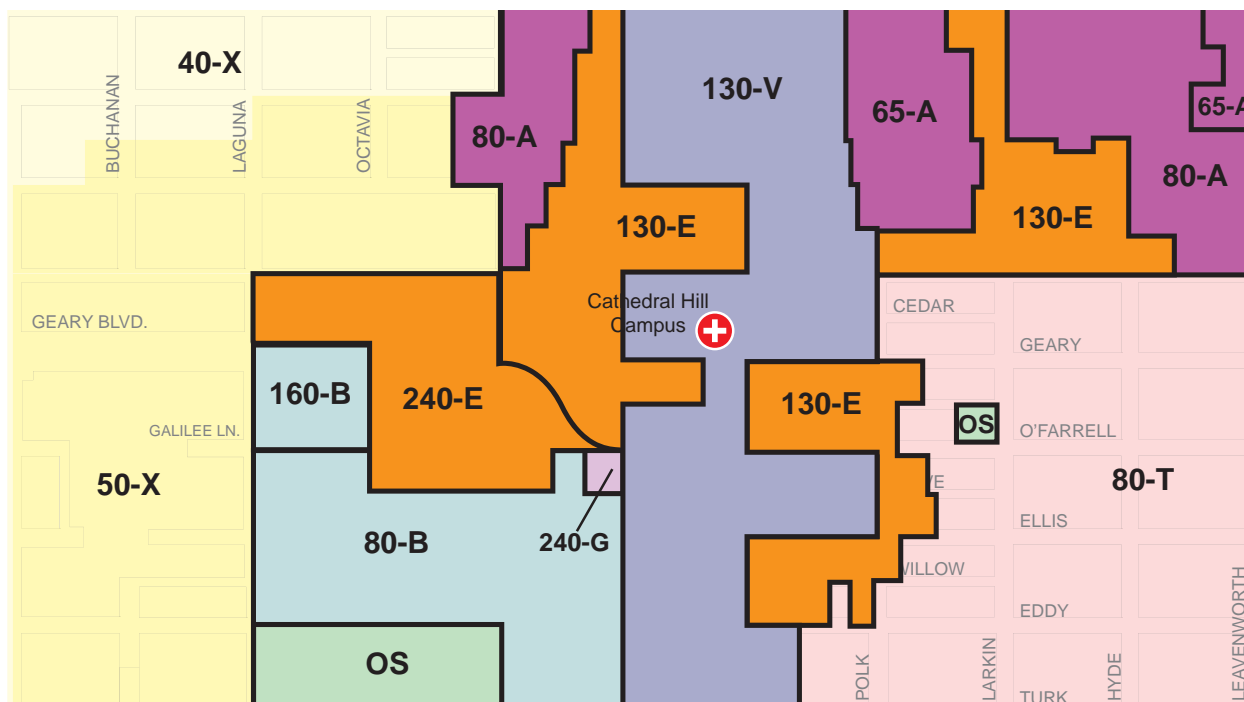 40-X
130-V
BUCHANAN
LAGUNA
OCTAVIA
80-A
65-A
65-A
80-A
130-E
130-E
Cathedral Hill
Campus
CEDAR
GEARY BLVD.
GEARY
160-B
240-E
130-E
OS
GALILEE LN.
O'FARRELL
50-X
80-T
VE
ELLIS
80-B
240-G
WILLOW
EDDY
OS
POLK
LARKIN
HYDE
LEAVENWORTH
TURK